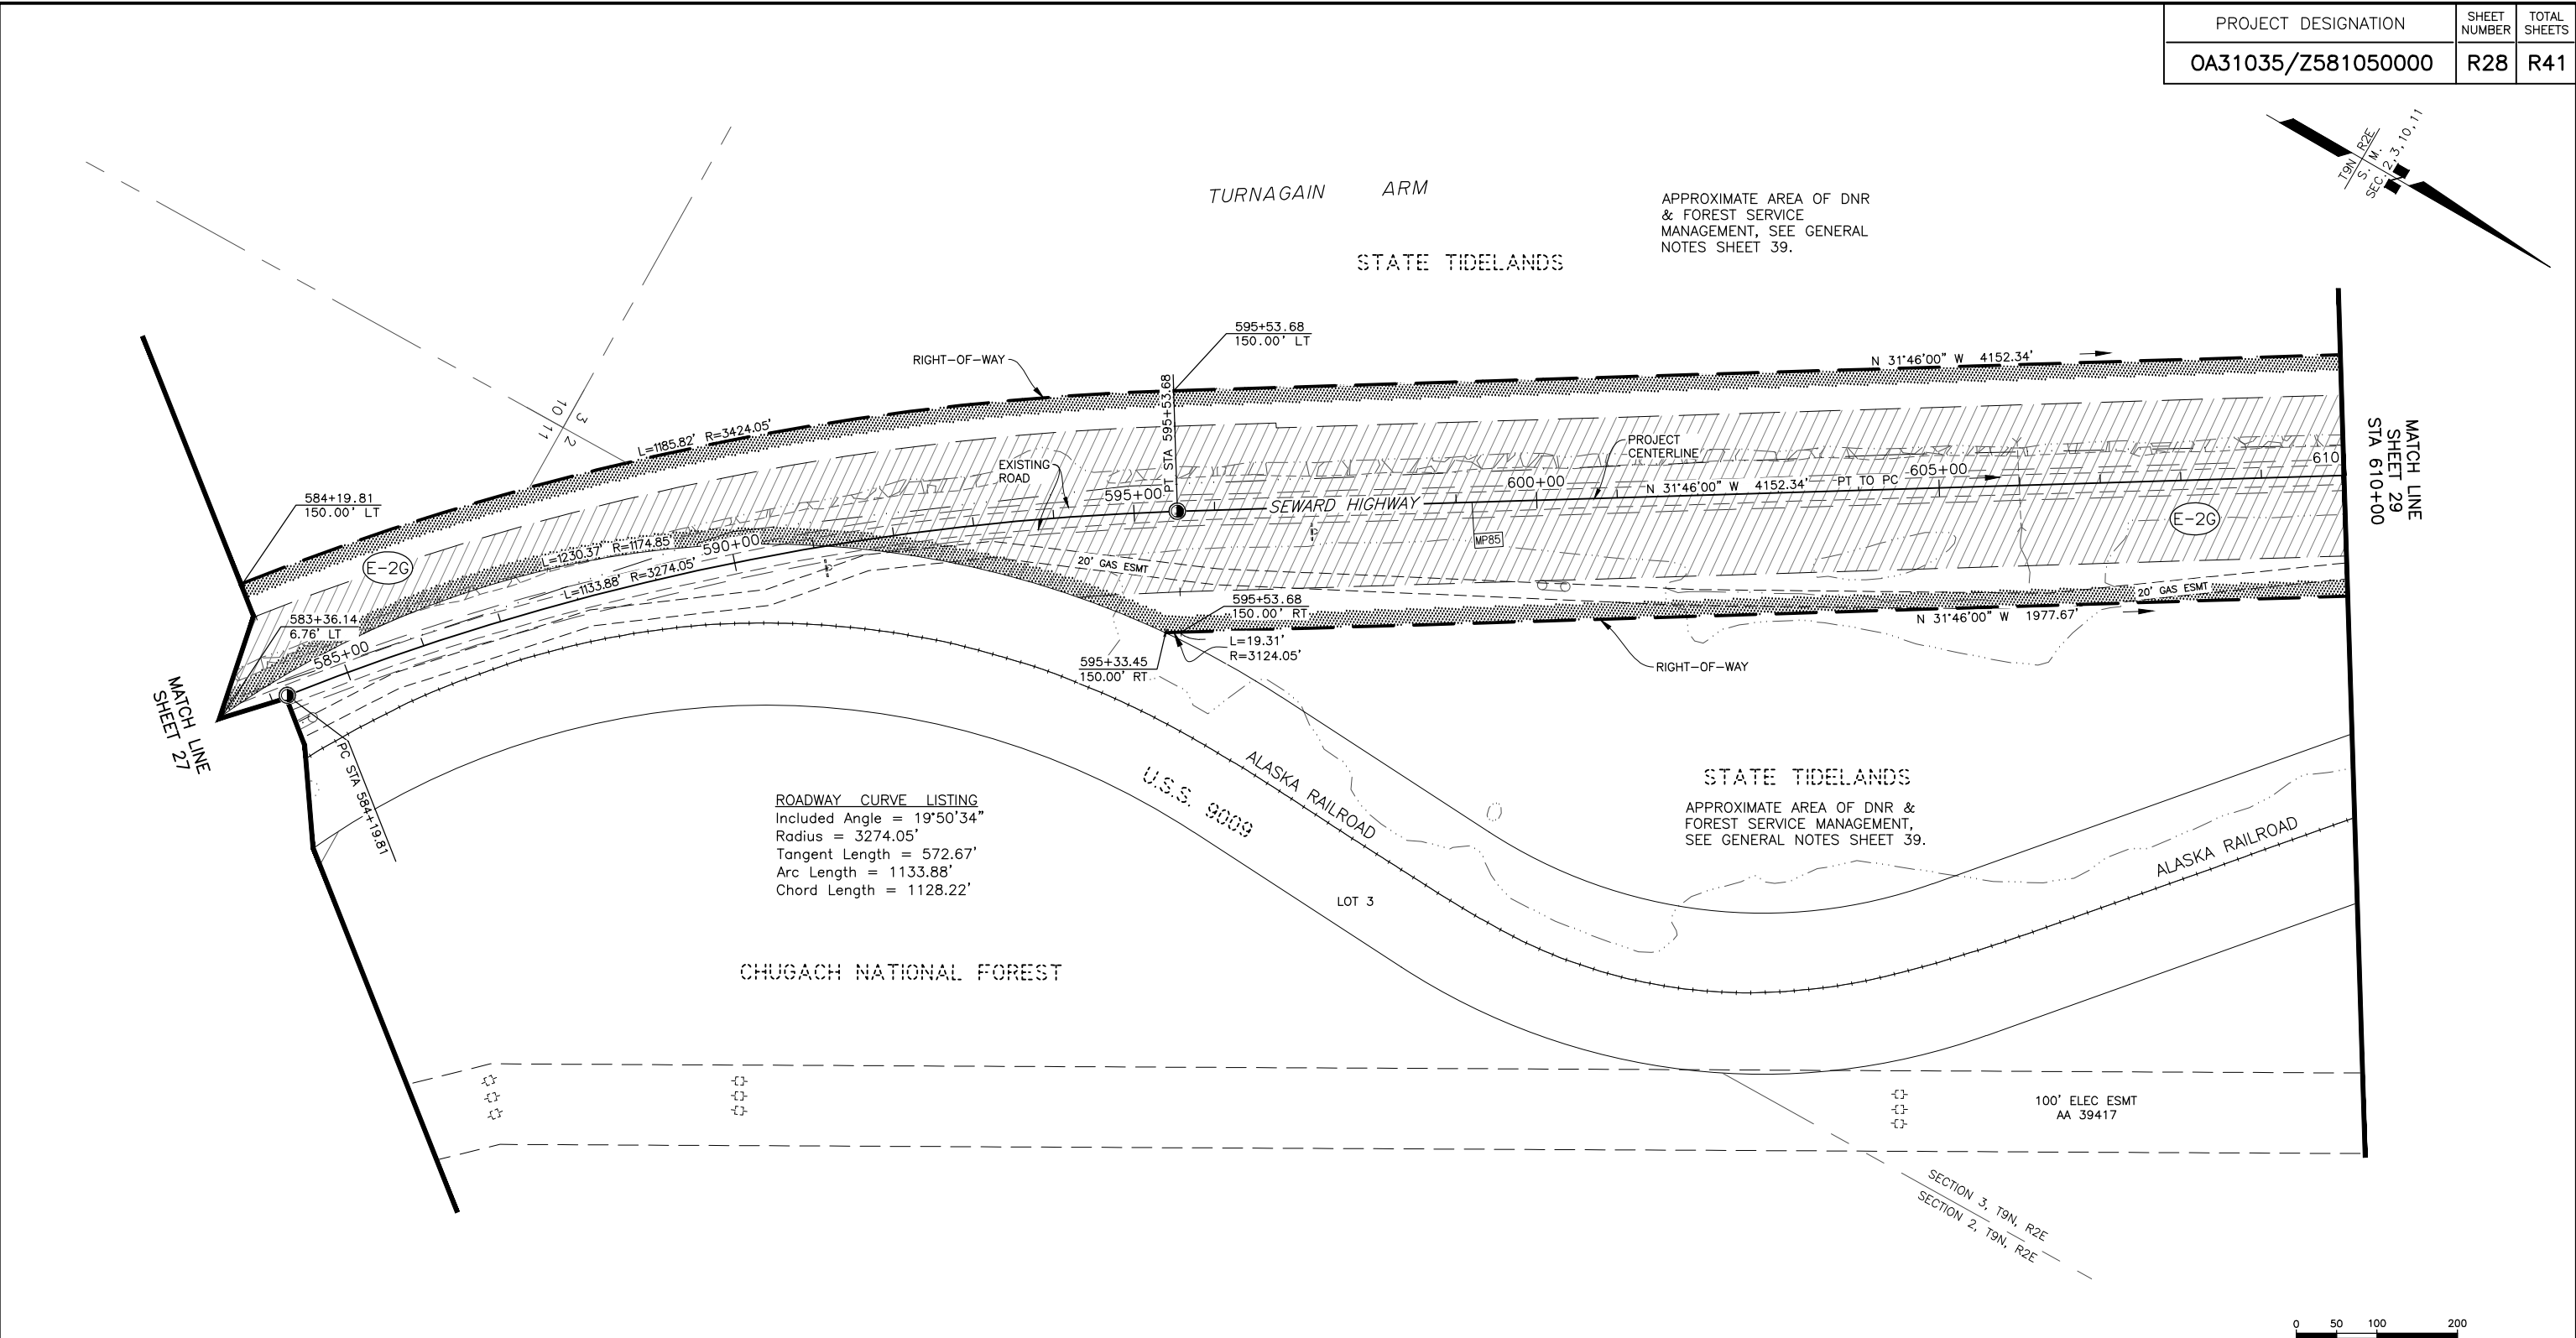 PROJECT DESIGNATION
SHEET NUMBER
TOTAL SHEETS
OA31035/Z581050000
R28
R41
T9N R2E
S. M.
SEC. 2,3,10,11
TURNAGAIN ARM
APPROXIMATE AREA OF DNR
& FOREST SERVICE
MANAGEMENT, SEE GENERAL
NOTES SHEET 39.
STATE TIDELANDS
595+53.68
150.00' LT
RIGHT-OF-WAY
N 31°46'00" W 4152.34'
PT STA 595+53.68
10 3
11 2
L=1185.82' R=3424.05'
584+19.81
150.00' LT
EXISTING
ROAD
PROJECT
CENTERLINE
595+00
600+00
605+00
610
N 31°46'00" W 4152.34' PT TO PC
SEWARD HIGHWAY
MATCH LINE
SHEET 29
STA 610+00
E-2G
E-2G
MP85
L=1230.37' R=1174.85'
590+00
L=1133.88' R=3274.05'
20' GAS ESMT
20' GAS ESMT
583+36.14
6.76' LT
585+00
595+53.68
150.00' RT
L=19.31'
R=3124.05'
N 31°46'00" W 1977.67'
595+33.45
150.00' RT
RIGHT-OF-WAY
MATCH LINE
SHEET 27
PC STA 584+19.81
ROADWAY CURVE LISTING
Included Angle = 19°50'34"
Radius = 3274.05'
Tangent Length = 572.67'
Arc Length = 1133.88'
Chord Length = 1128.22'
U.S.S. 9009
ALASKA RAILROAD
STATE TIDELANDS
APPROXIMATE AREA OF DNR &
FOREST SERVICE MANAGEMENT,
SEE GENERAL NOTES SHEET 39.
ALASKA RAILROAD
LOT 3
CHUGACH NATIONAL FOREST
100' ELEC ESMT
AA 39417
SECTION 3, T9N, R2E
SECTION 2, T9N, R2E
0 50 100 200